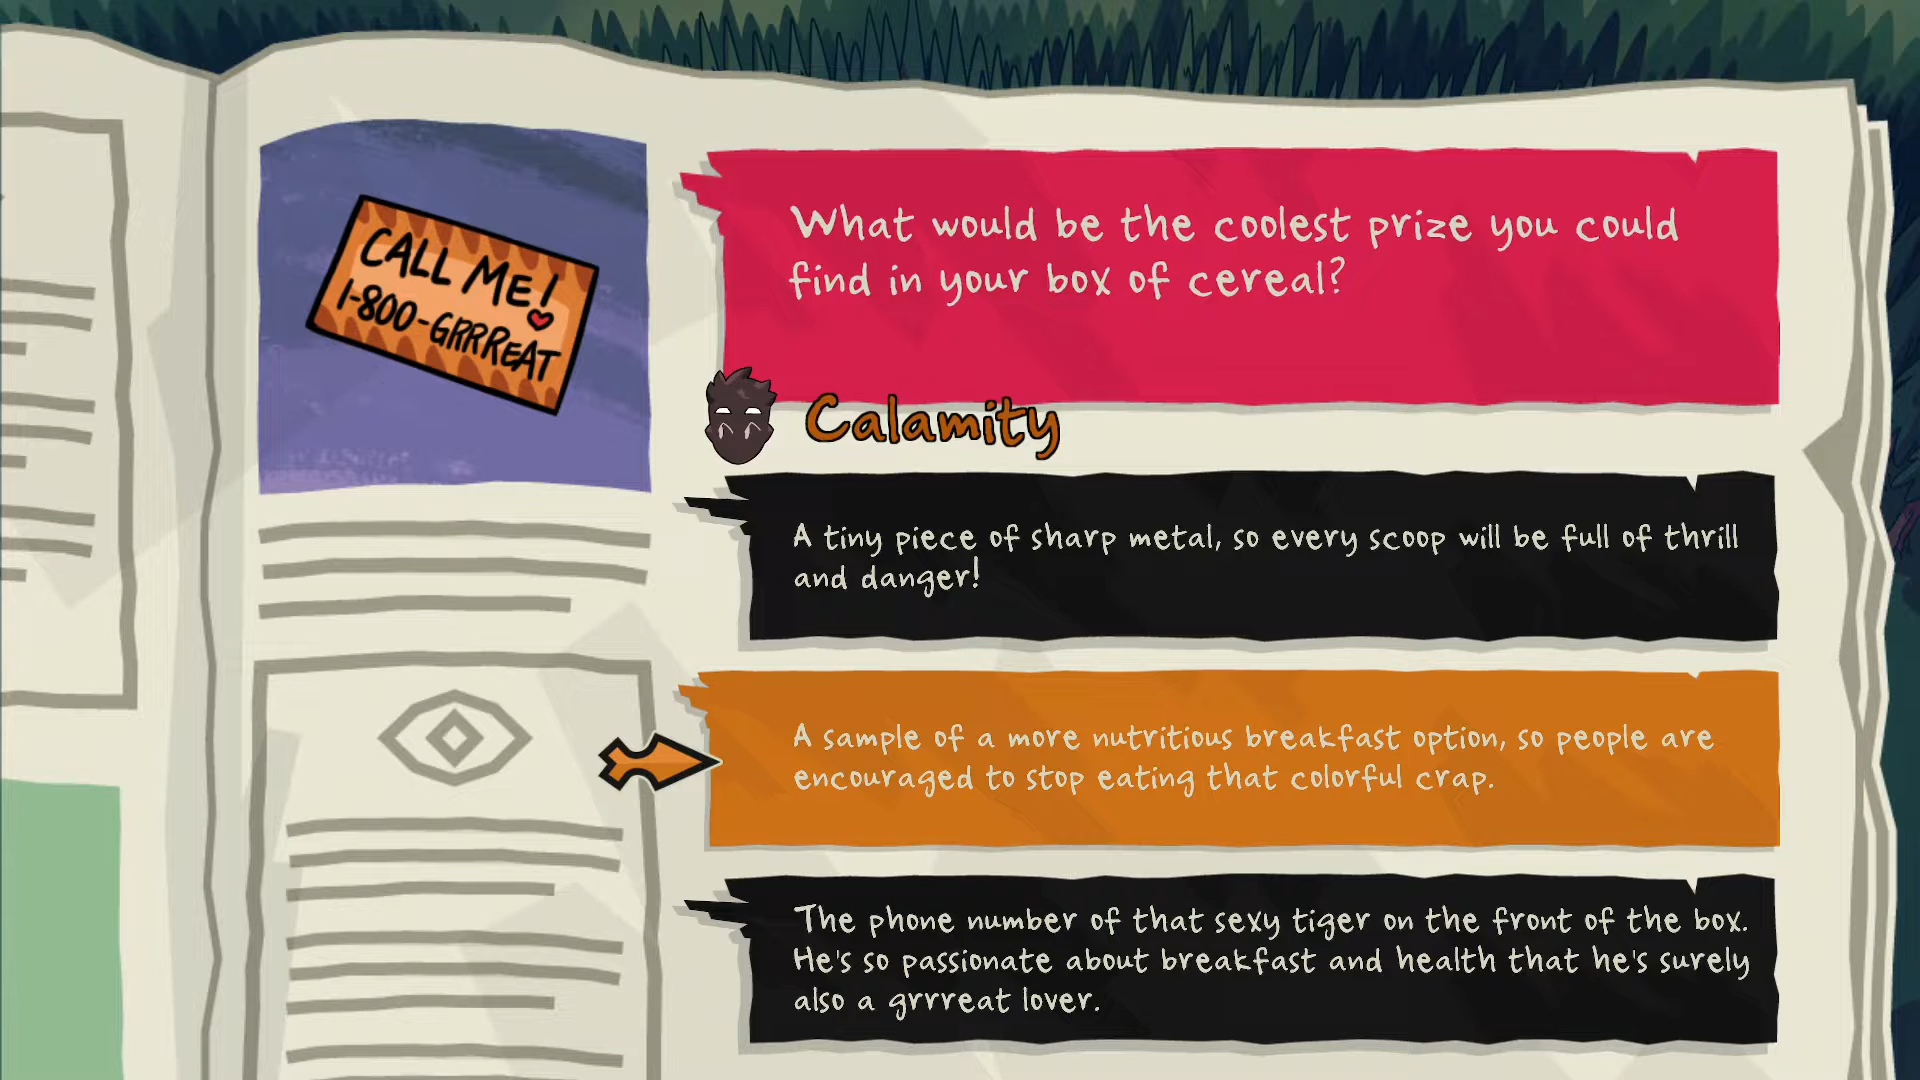 CALL ME!
1-800-GRRREAT
What would be the coolest prize you could
find in your box of cereal?
Calamity
A tiny piece of sharp metal, so every scoop will be full of thrill
and danger!
A sample of a more nutritious breakfast option, so people are
encouraged to stop eating that colorful crap.
The phone number of that sexy tiger on the front of the box.
He's so passionate about breakfast and health that he's surely
also a grrreat lover.